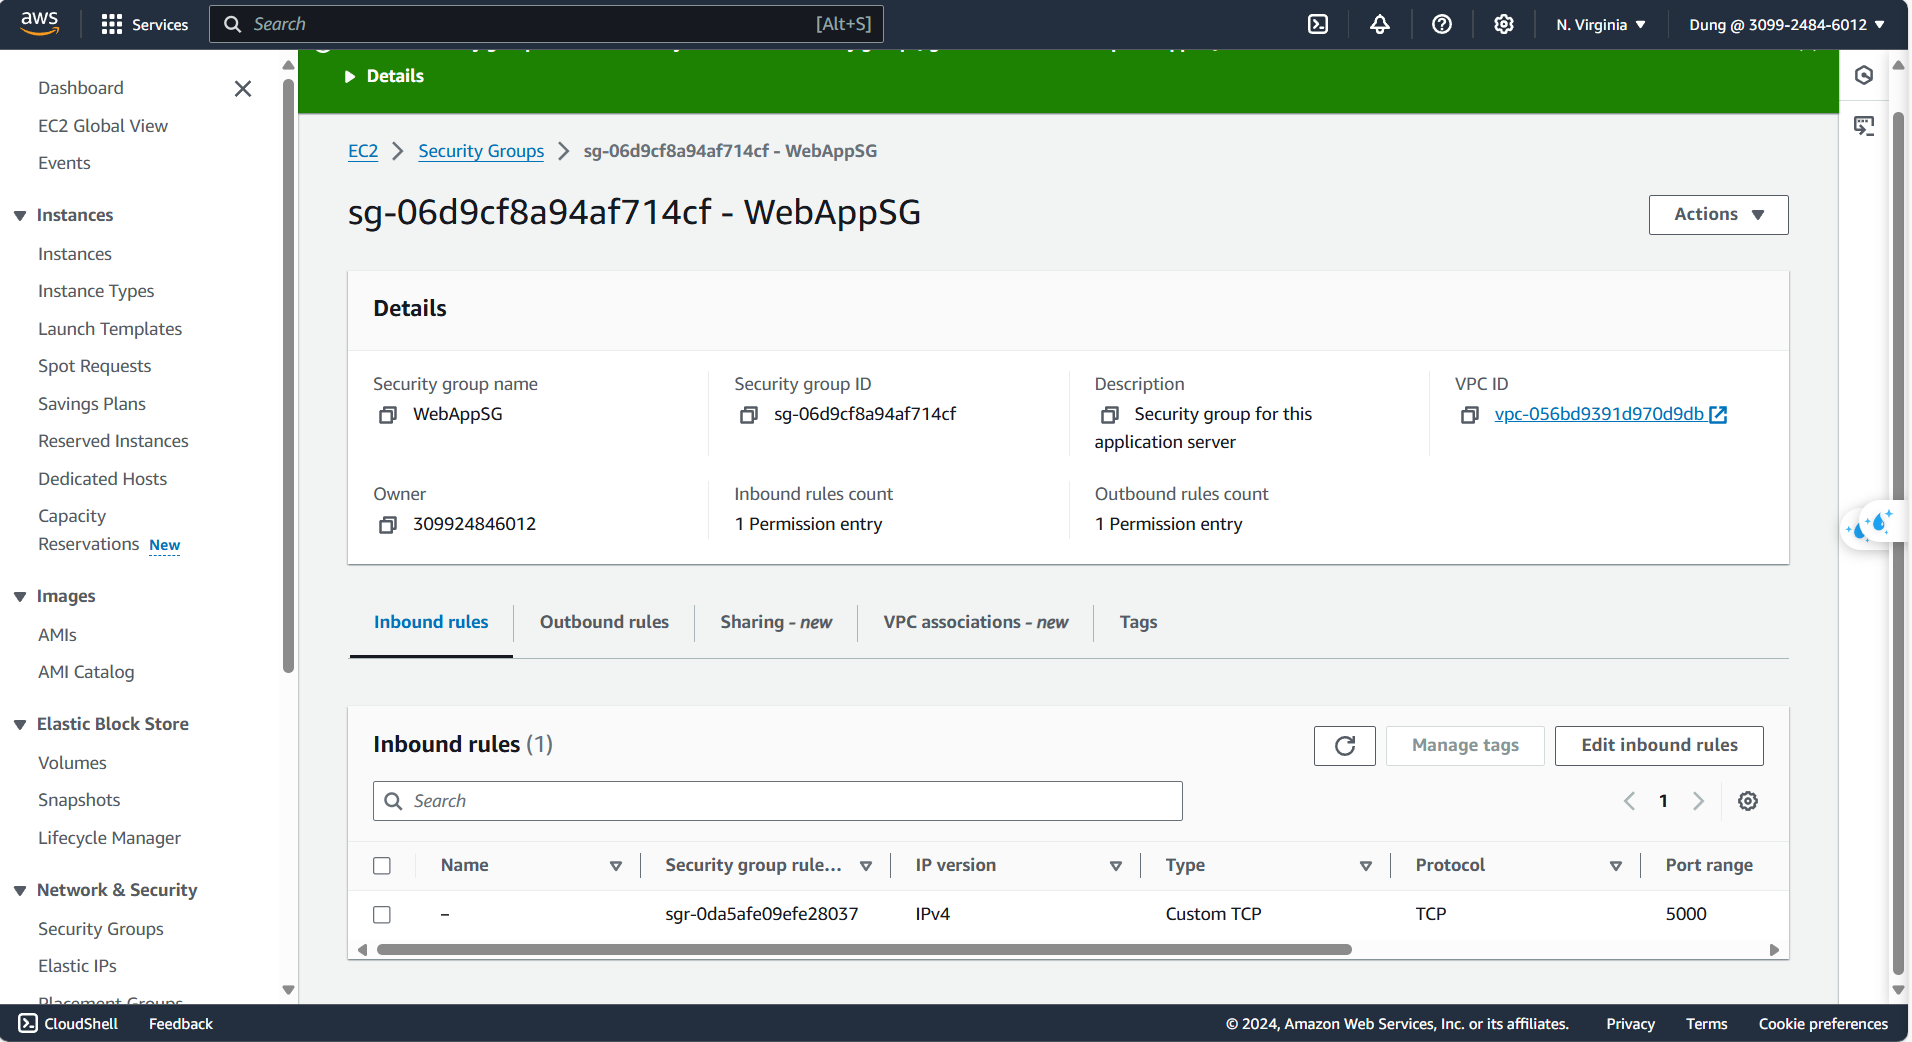 aws
Services
Search
[Alt+S]
N. Virginia
Dung @ 3099-2484-6012
Details
Dashboard
EC2 Global View
Events
Instances
Instances
Instance Types
Launch Templates
Spot Requests
Savings Plans
Reserved Instances
Dedicated Hosts
Capacity
Reservations New
Images
AMIs
AMI Catalog
Elastic Block Store
Volumes
Snapshots
Lifecycle Manager
Network & Security
Security Groups
Elastic IPs
Placement Groups
EC2
Security Groups
sg-06d9cf8a94af714cf - WebAppSG
sg-06d9cf8a94af714cf - WebAppSG
Actions
Details
Security group name
WebAppSG
Security group ID
sg-06d9cf8a94af714cf
Description
Security group for this
application server
VPC ID
vpc-056bd9391d970d9db
Owner
309924846012
Inbound rules count
1 Permission entry
Outbound rules count
1 Permission entry
Inbound rules
Outbound rules
Sharing - new
VPC associations - new
Tags
Inbound rules (1)
Manage tags
Edit inbound rules
Search
1
Name
Security group rule...
IP version
Type
Protocol
Port range
–
sgr-0da5afe09efe28037
IPv4
Custom TCP
TCP
5000
CloudShell
Feedback
© 2024, Amazon Web Services, Inc. or its affiliates.
Privacy
Terms
Cookie preferences